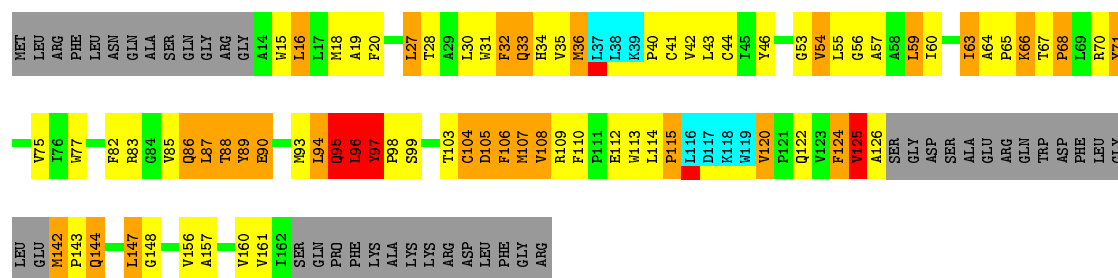 MET LEU ARG PHE LEU ASN GLN ALA SER GLN GLY ARG GLY A14 W15 L16 L17 M18 A19 F20 L27 T28 A29 L30 W31 F32 Q33 H34 V35 M36 L37 L38 K39 P40 C41 V42 L43 C44 I45 Y46 G53 V54 L55 G56 A57 A58 L59 I60 I63 A64 P65 K66 T67 P68 L69 R70 Y71
V75 I76 W77 F82 R83 G84 V85 Q86 L87 T88 Y89 E90 M93 L94 Q95 L96 Y97 P98 S99 T103 C104 D105 F106 M107 V108 R109 F110 P111 E112 W113 L114 P115 L116 D117 K118 W119 V120 P121 Q122 V123 F124 V125 A126 SER GLY ASP SER ALA GLU ARG GLN TRP ASP PHE LEU GLY
LEU GLU M142 P143 Q144 L147 G148 V156 A157 V160 V161 I162 SER GLN PRO PHE LYS ALA LYS LYS ARG ASP LEU PHE GLY ARG